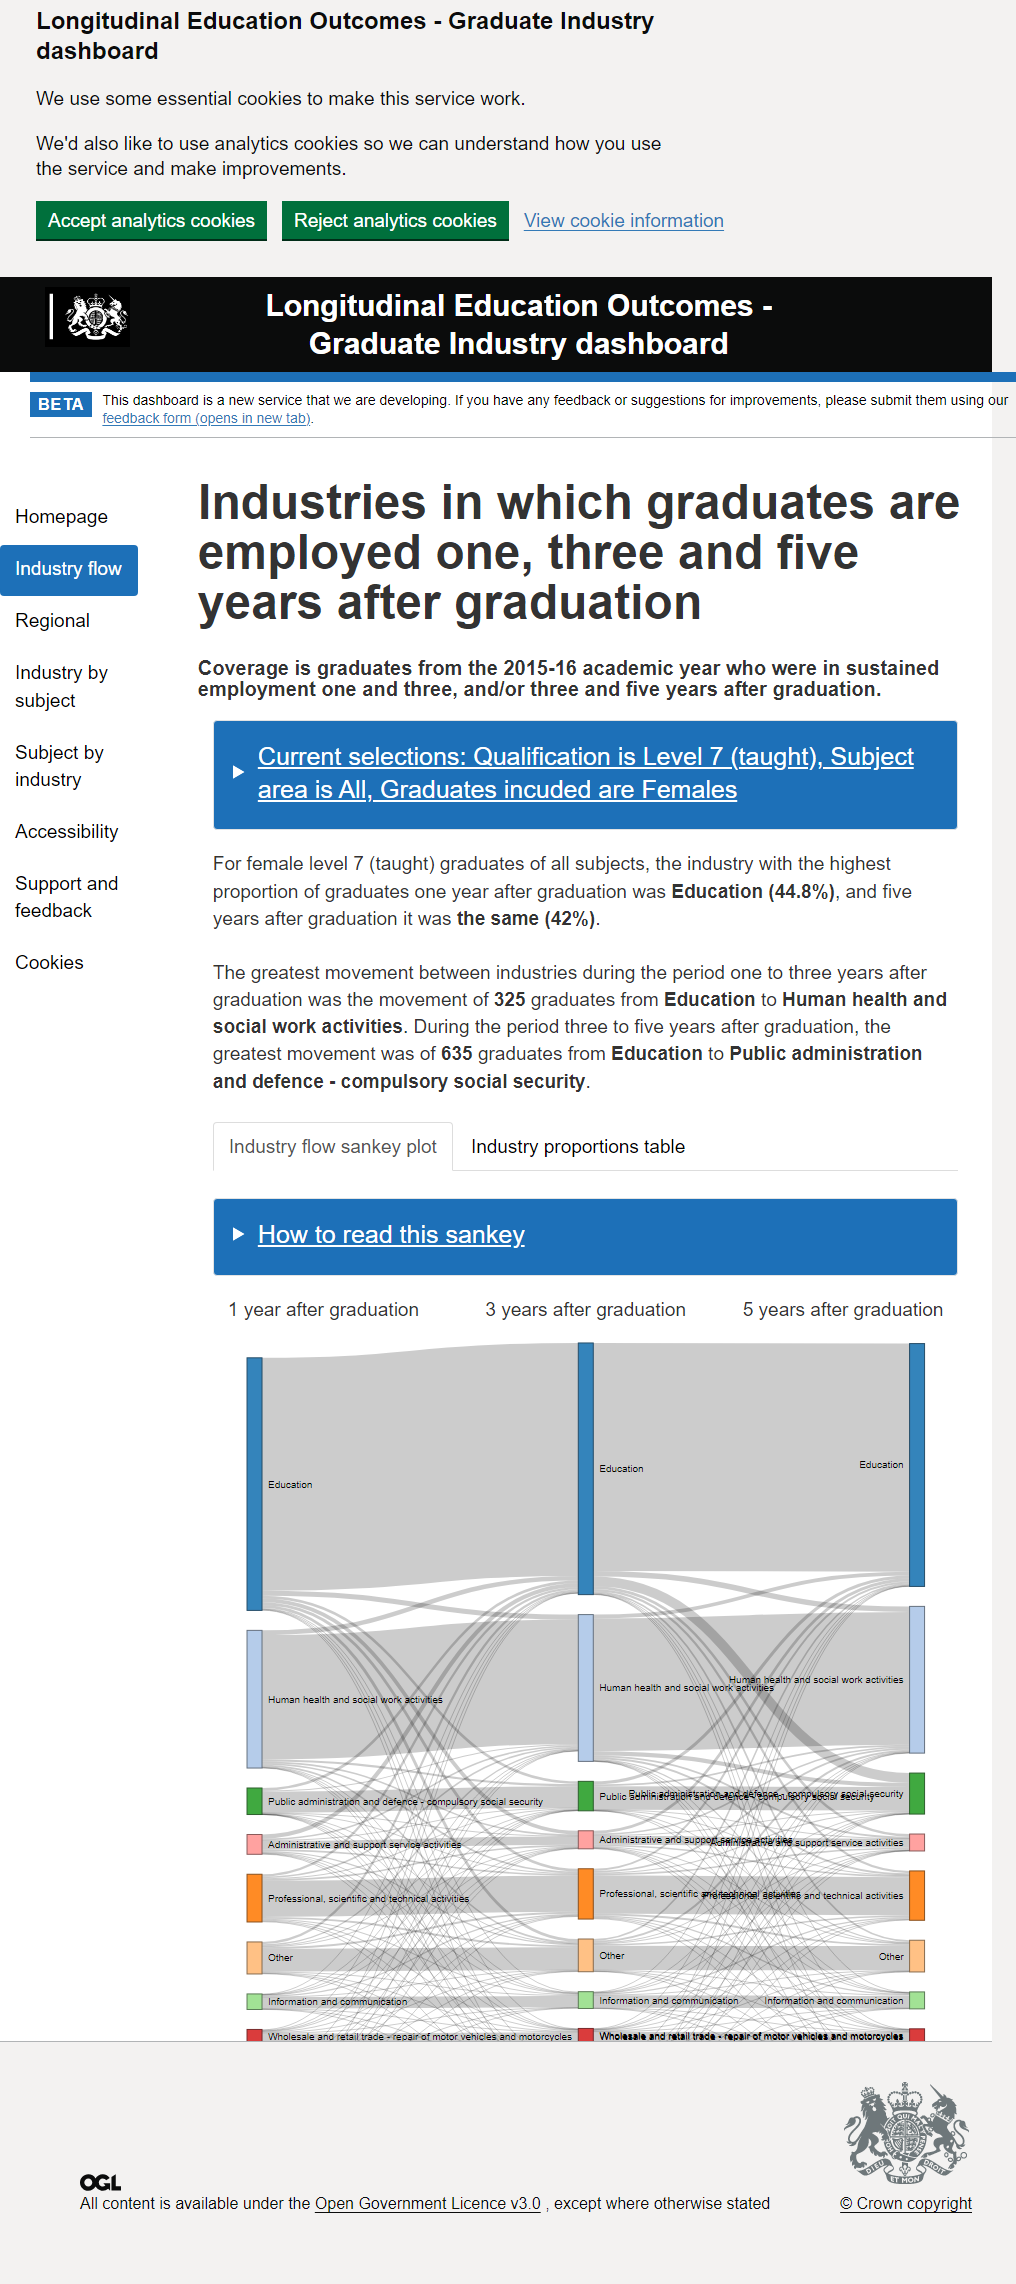 Longitudinal Education Outcomes - Graduate Industry
dashboard
We use some essential cookies to make this service work.
We'd also like to use analytics cookies so we can understand how you use
the service and make improvements.
Accept analytics cookies
Reject analytics cookies
View cookie information
Longitudinal Education Outcomes -
Graduate Industry dashboard
BETA
This dashboard is a new service that we are developing. If you have any feedback or suggestions for improvements, please submit them using our
feedback form (opens in new tab).
Homepage
Industry flow
Regional
Industry by
subject
Subject by
industry
Accessibility
Support and
feedback
Cookies
Industries in which graduates are
employed one, three and five
years after graduation
Coverage is graduates from the 2015-16 academic year who were in sustained
employment one and three, and/or three and five years after graduation.
Current selections: Qualification is Level 7 (taught), Subject
area is All, Graduates incuded are Females
For female level 7 (taught) graduates of all subjects, the industry with the highest
proportion of graduates one year after graduation was Education (44.8%), and five
years after graduation it was the same (42%).
The greatest movement between industries during the period one to three years after
graduation was the movement of 325 graduates from Education to Human health and
social work activities. During the period three to five years after graduation, the
greatest movement was of 635 graduates from Education to Public administration
and defence - compulsory social security.
Industry flow sankey plot
Industry proportions table
How to read this sankey
1 year after graduation
3 years after graduation
5 years after graduation
Education
Education
Education
Human health and social work activities
Human health and social work activities
Human health and social work activities
Public administration and defence - compulsory social security
Public administration and defence - compulsory social security
Public administration and defence - compulsory social security
Administrative and support service activities
Administrative and support service activities
Administrative and support service activities
Professional, scientific and technical activities
Professional, scientific and technical activities
Professional, scientific and technical activities
Other
Other
Other
Information and communication
Information and communication
Information and communication
Wholesale and retail trade - repair of motor vehicles and motorcycles
Wholesale and retail trade - repair of motor vehicles and motorcycles
Wholesale and retail trade - repair of motor vehicles and motorcycles
OGL
All content is available under the Open Government Licence v3.0 , except where otherwise stated
© Crown copyright